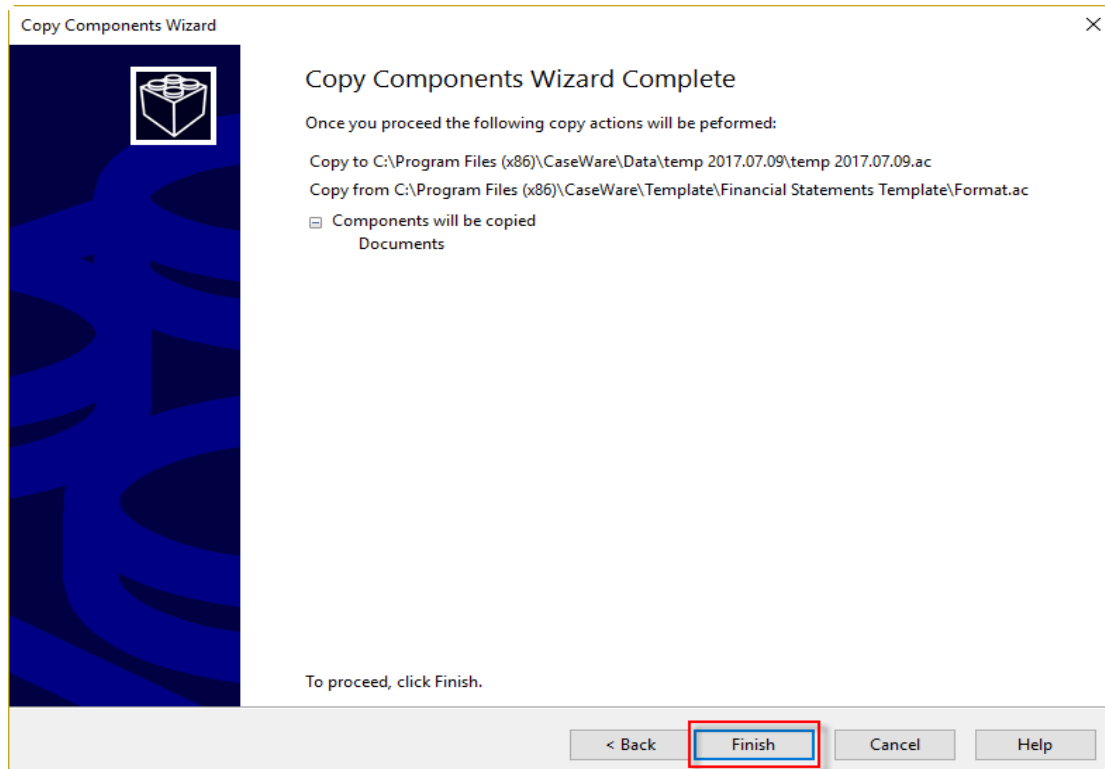 Copy Components Wizard
Copy Components Wizard Complete
Once you proceed the following copy actions will be peformed:
Copy to C:\Program Files (x86)\CaseWare\Data\temp 2017.07.09\temp 2017.07.09.ac
Copy from C:\Program Files (x86)\CaseWare\Template\Financial Statements Template\Format.ac
Components will be copied
Documents
To proceed, click Finish.
< Back Finish Cancel Help